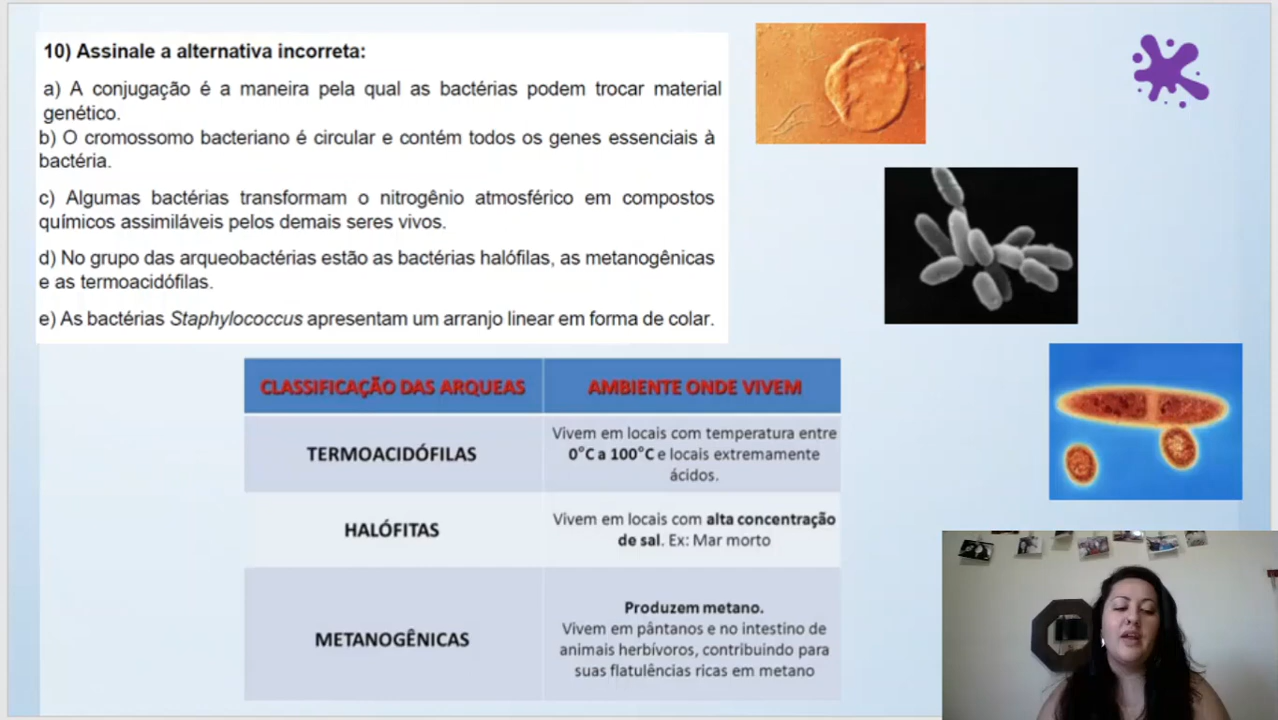 10) Assinale a alternativa incorreta:
a) A conjugação é a maneira pela qual as bactérias podem trocar material
genético.
b) O cromossomo bacteriano é circular e contém todos os genes essenciais à
bactéria.
c) Algumas bactérias transformam o nitrogênio atmosférico em compostos
químicos assimiláveis pelos demais seres vivos.
d) No grupo das arqueobactérias estão as bactérias halófilas, as metanogênicas
e as termoacidófilas.
e) As bactérias Staphylococcus apresentam um arranjo linear em forma de colar.
CLASSIFICAÇÃO DAS ARQUEAS
AMBIENTE ONDE VIVEM
TERMOACIDÓFILAS
Vivem em locais com temperatura entre
0°C a 100°C e locais extremamente
ácidos.
HALÓFITAS
Vivem em locais com alta concentração
de sal. Ex: Mar morto
METANOGÊNICAS
Produzem metano.
Vivem em pântanos e no intestino de
animais herbívoros, contribuindo para
suas flatulências ricas em metano